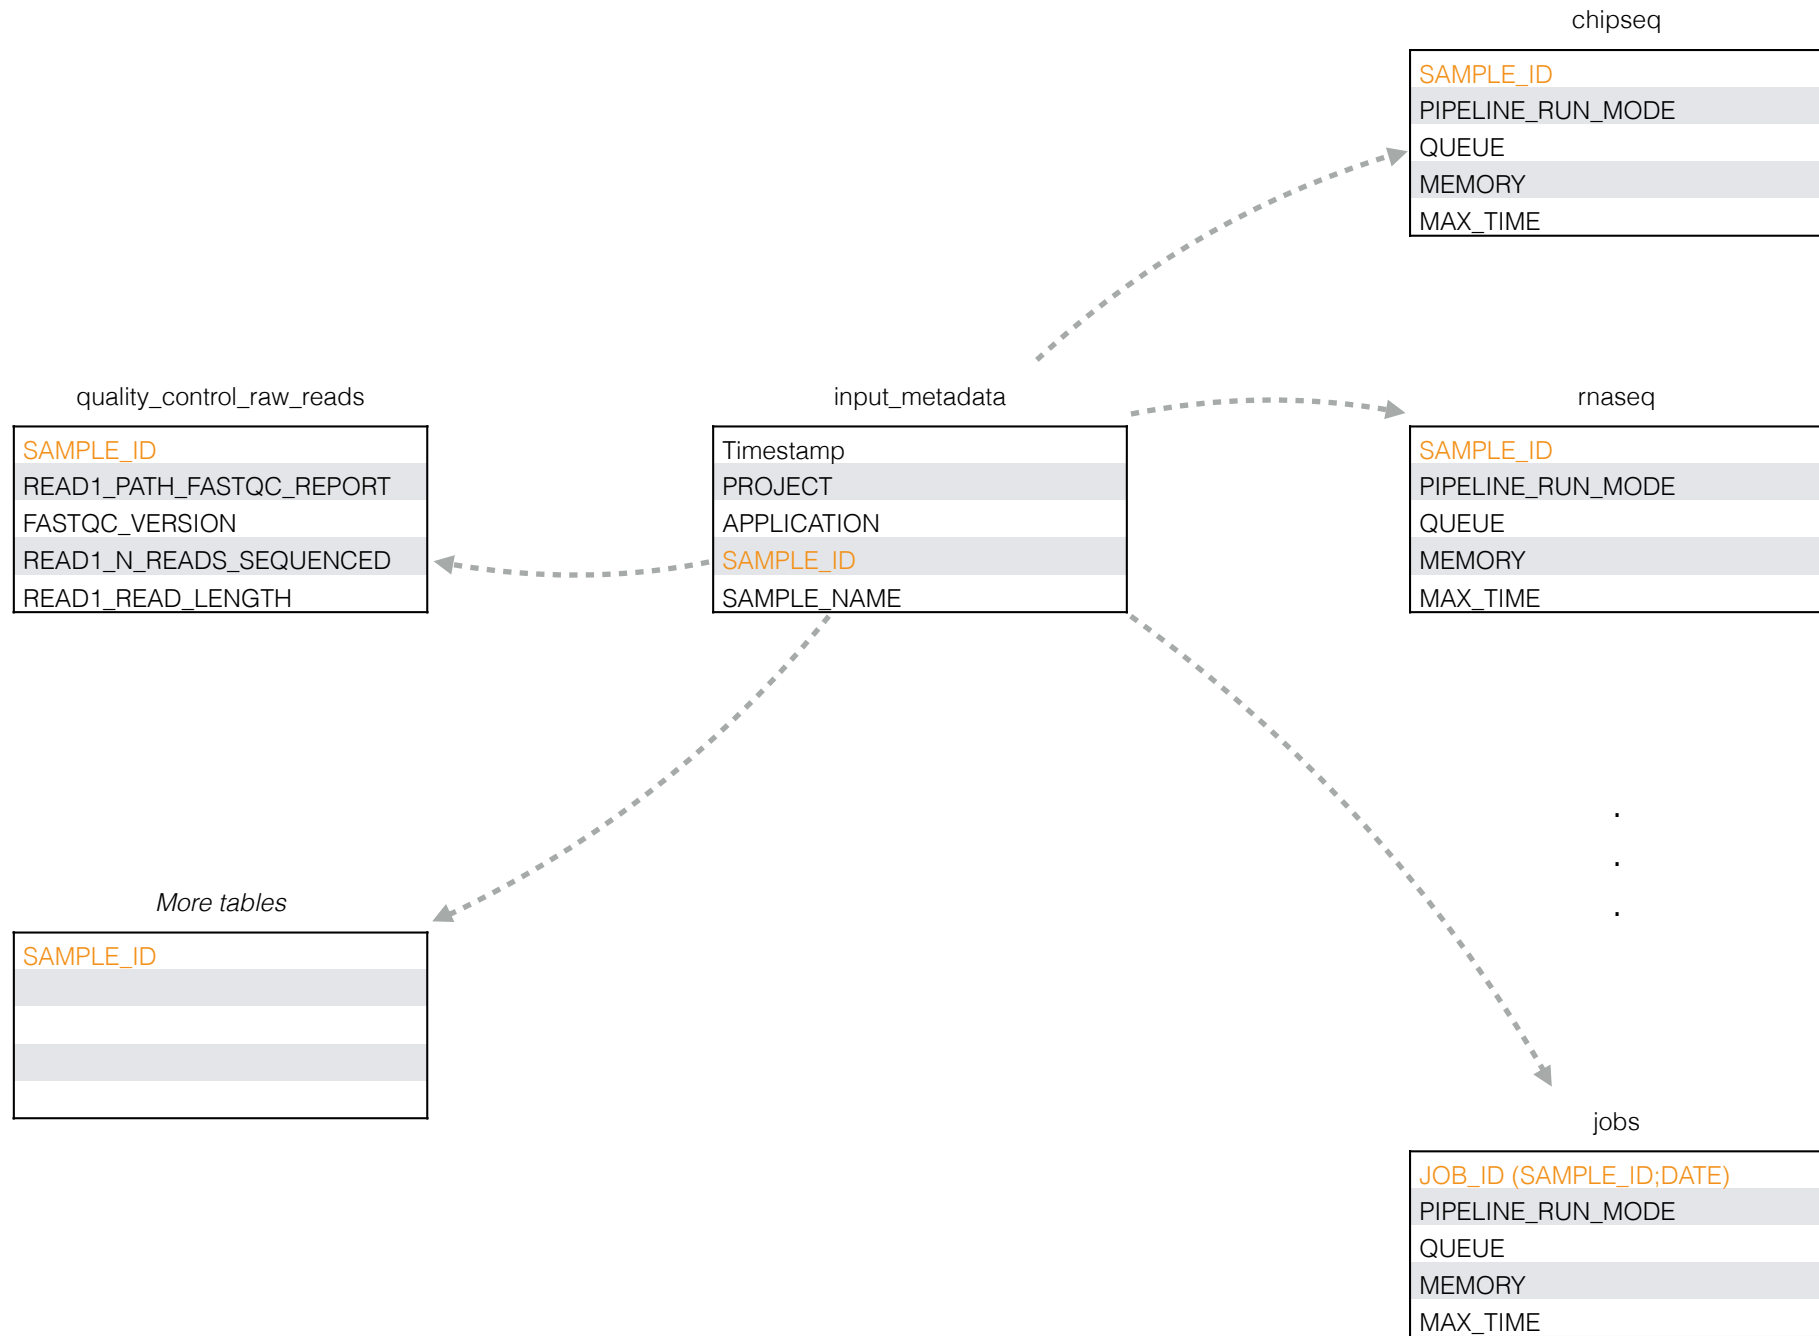 chipseq
SAMPLE_ID
PIPELINE_RUN_MODE
QUEUE
MEMORY
MAX_TIME
quality_control_raw_reads
SAMPLE_ID
READ1_PATH_FASTQC_REPORT
FASTQC_VERSION
READ1_N_READS_SEQUENCED
READ1_READ_LENGTH
input_metadata
Timestamp
PROJECT
APPLICATION
SAMPLE_ID
SAMPLE_NAME
rnaseq
SAMPLE_ID
PIPELINE_RUN_MODE
QUEUE
MEMORY
MAX_TIME
.
.
.
More tables
SAMPLE_ID
jobs
JOB_ID (SAMPLE_ID;DATE)
PIPELINE_RUN_MODE
QUEUE
MEMORY
MAX_TIME